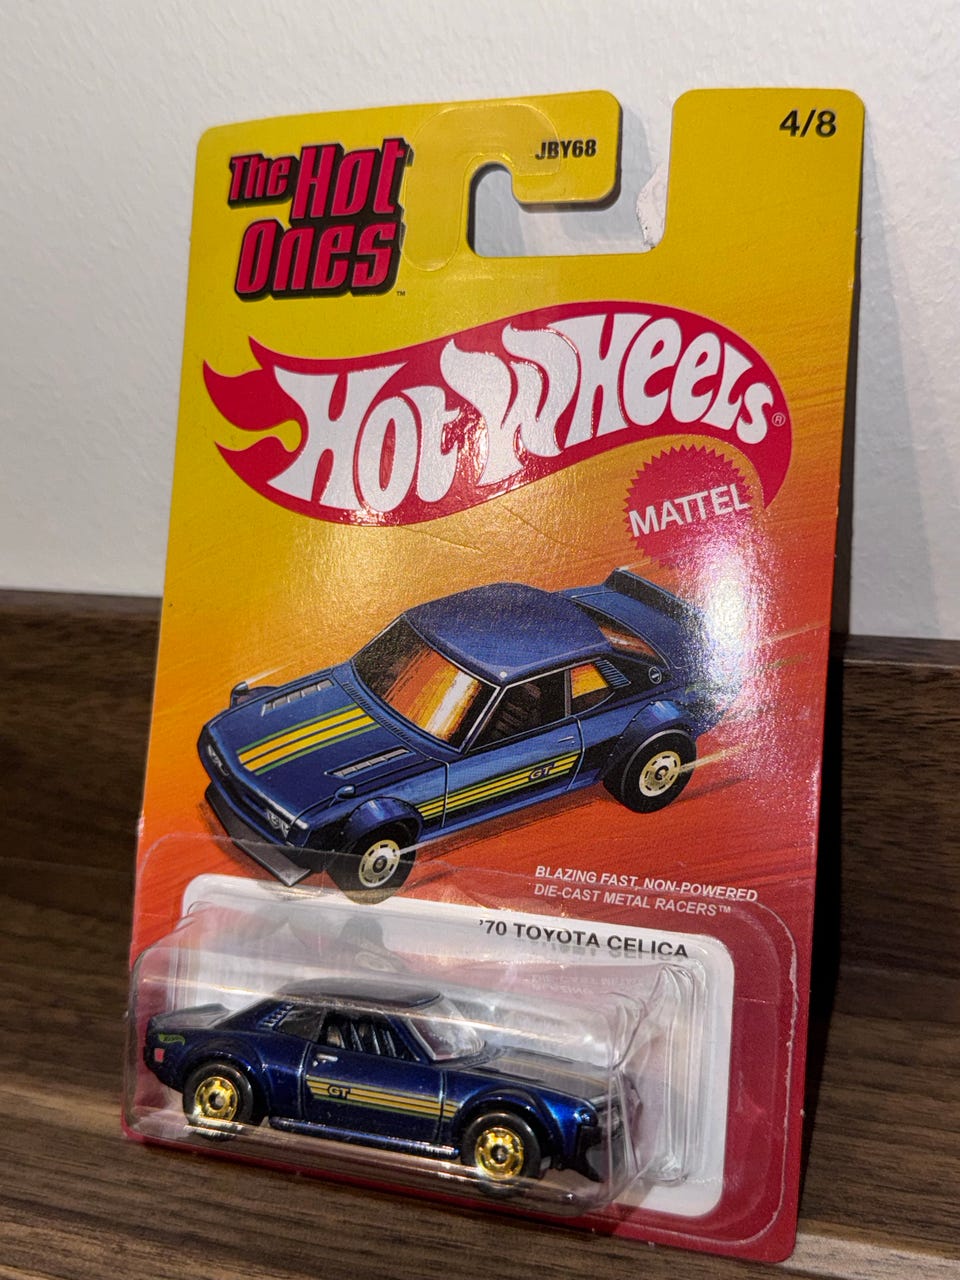 The Hot
Ones™
JBY68
4/8
HOT WHEELS®
MATTEL
GT
BLAZING FAST, NON-POWERED
DIE-CAST METAL RACERS™
'70 TOYOTA CELICA
GT